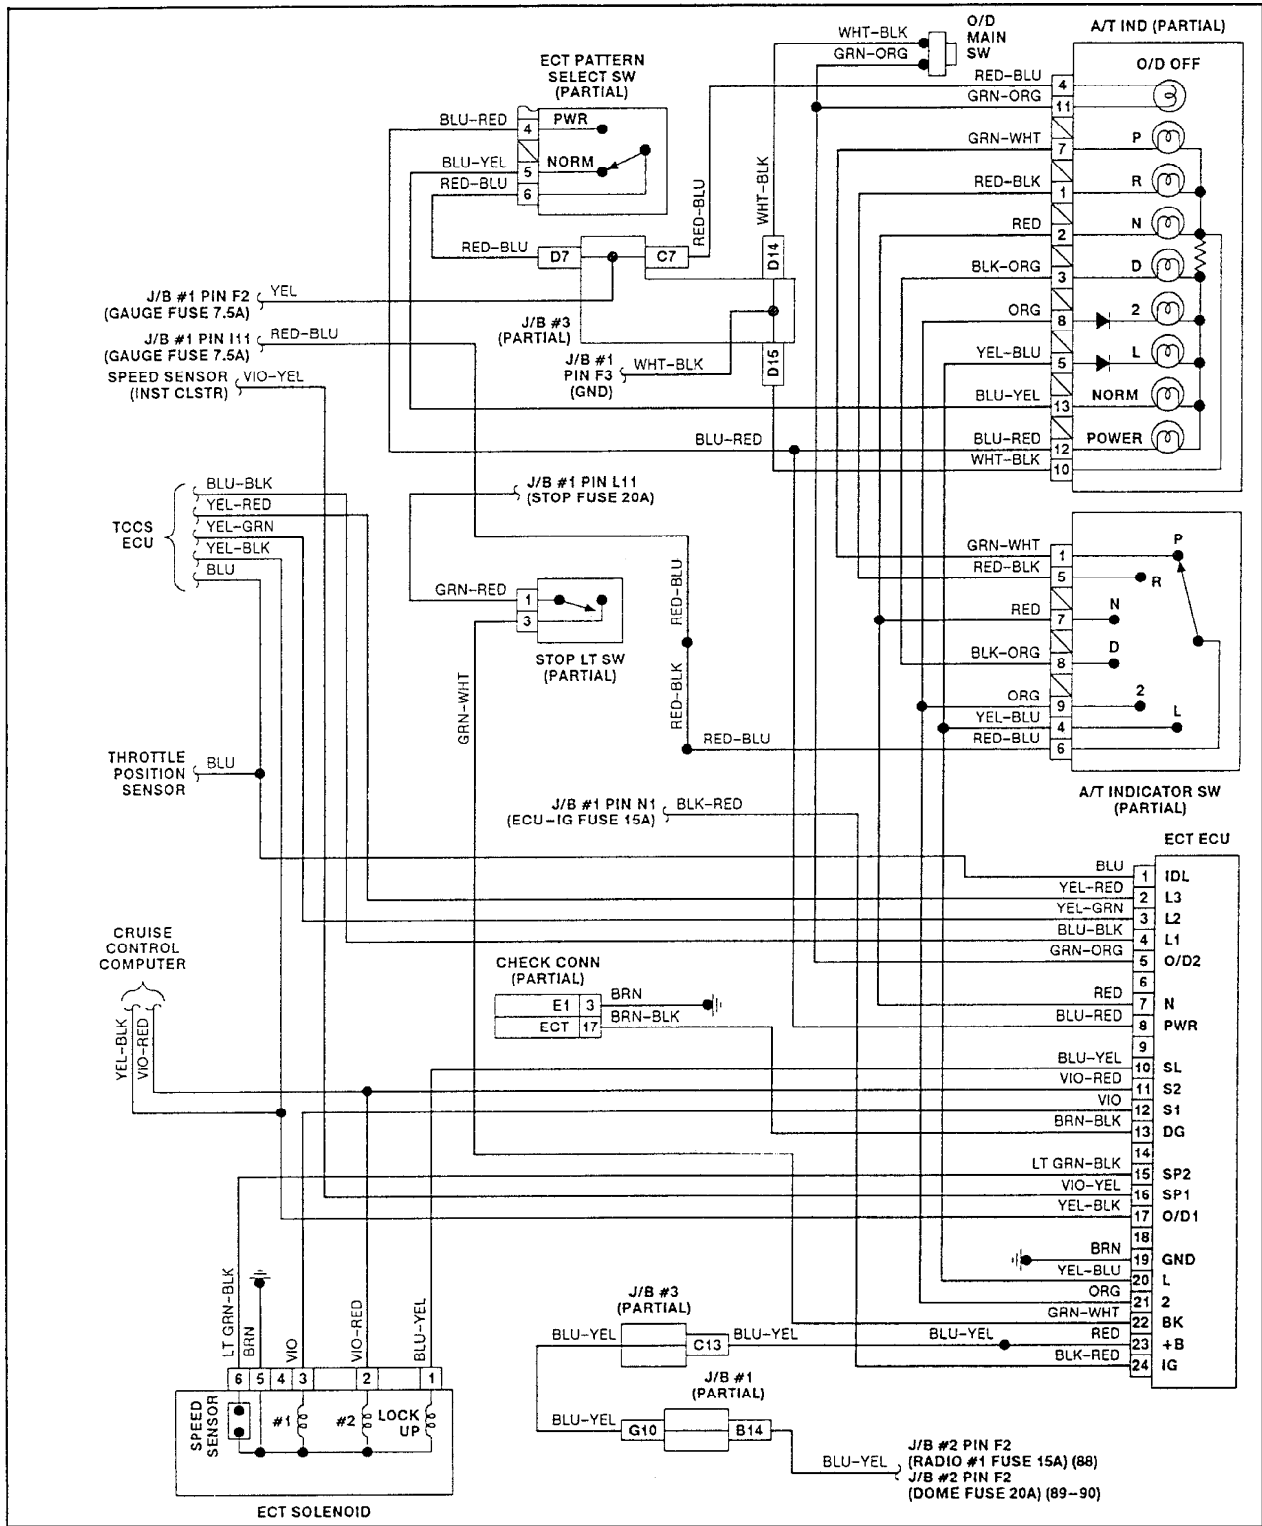 ECT PATTERN
SELECT SW
(PARTIAL)
BLU-RED
4
PWR
BLU-YEL
5
NORM
RED-BLU
6
WHT-BLK
GRN-ORG
O/D
MAIN
SW
A/T IND (PARTIAL)
O/D OFF
RED-BLU
4
GRN-ORG
11
GRN-WHT
7
P
RED-BLK
1
R
RED
2
N
BLK-ORG
3
D
ORG
8
2
YEL-BLU
5
L
BLU-YEL
13
NORM
BLU-RED
BLU-RED
12
POWER
WHT-BLK
10
RED-BLU
WHT-BLK
RED-BLU
D7
C7
D14
J/B #1 PIN F2
(GAUGE FUSE 7.5A)
YEL
J/B #3
(PARTIAL)
J/B #1 PIN I11
(GAUGE FUSE 7.5A)
RED-BLU
J/B #1
PIN F3
(GND)
WHT-BLK
D15
SPEED SENSOR
(INST CLSTR)
VIO-YEL
TCCS
ECU
BLU-BLK
YEL-RED
YEL-GRN
YEL-BLK
BLU
J/B #1 PIN L11
(STOP FUSE 20A)
GRN-RED
1
3
STOP LT SW
(PARTIAL)
GRN-WHT
RED-BLU
RED-BLK
RED-BLU
GRN-WHT
1
P
RED-BLK
5
R
RED
7
N
BLK-ORG
8
D
ORG
9
2
YEL-BLU
4
L
RED-BLU
6
A/T INDICATOR SW
(PARTIAL)
THROTTLE
POSITION
SENSOR
BLU
J/B #1 PIN N1
(ECU-IG FUSE 15A)
BLK-RED
ECT ECU
BLU
1
IDL
YEL-RED
2
L3
YEL-GRN
3
L2
BLU-BLK
4
L1
GRN-ORG
5
O/D2
6
RED
7
N
BLU-RED
8
PWR
9
BLU-YEL
10
SL
VIO-RED
11
S2
VIO
12
S1
BRN-BLK
13
DG
14
LT GRN-BLK
15
SP2
VIO-YEL
16
SP1
YEL-BLK
17
O/D1
18
BRN
19
GND
YEL-BLU
20
L
ORG
21
2
GRN-WHT
22
BK
RED
23
+B
BLK-RED
24
IG
CRUISE
CONTROL
COMPUTER
YEL-BLK
VIO-RED
CHECK CONN
(PARTIAL)
E1
3
BRN
ECT
17
BRN-BLK
LT GRN-BLK
BRN
VIO
VIO-RED
BLU-YEL
6
5
4
3
2
1
SPEED
SENSOR
#1
#2
LOCK
UP
ECT SOLENOID
J/B #3
(PARTIAL)
BLU-YEL
C13
BLU-YEL
BLU-YEL
J/B #1
(PARTIAL)
BLU-YEL
G10
B14
BLU-YEL
J/B #2 PIN F2
(RADIO #1 FUSE 15A) (88)
J/B #2 PIN F2
(DOME FUSE 20A) (89-90)